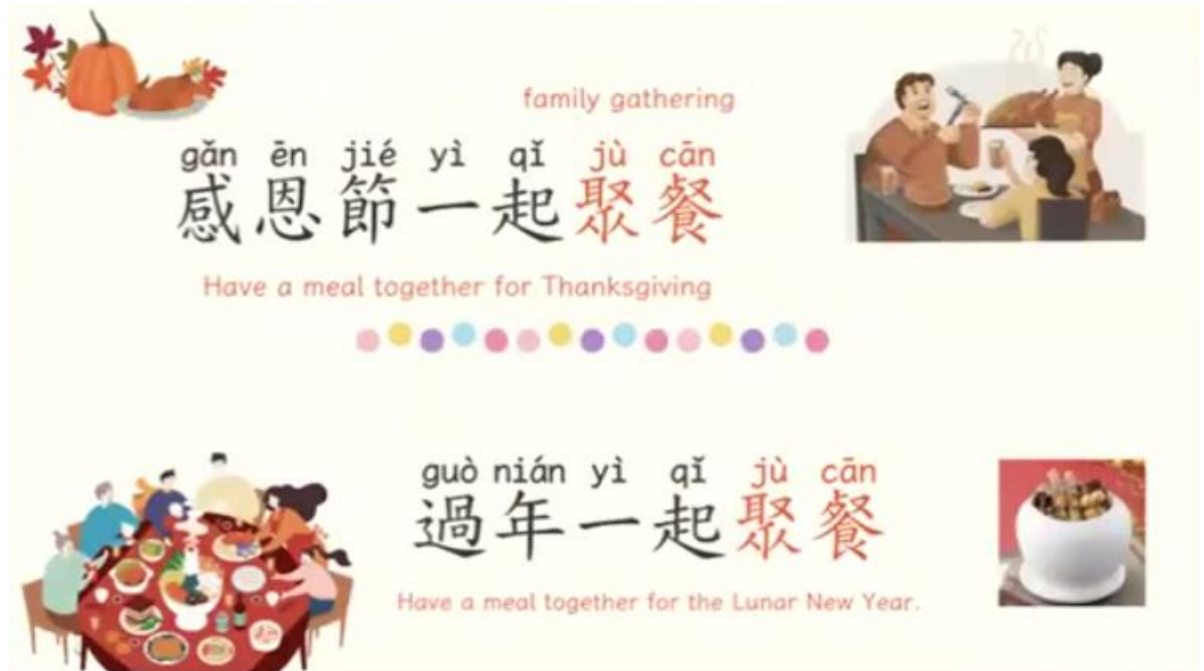 family gathering
gǎn ēn jié yì qǐ jù cān
感恩節一起聚餐
Have a meal together for Thanksgiving
guò nián yì qǐ jù cān
過年一起聚餐
Have a meal together for the Lunar New Year.